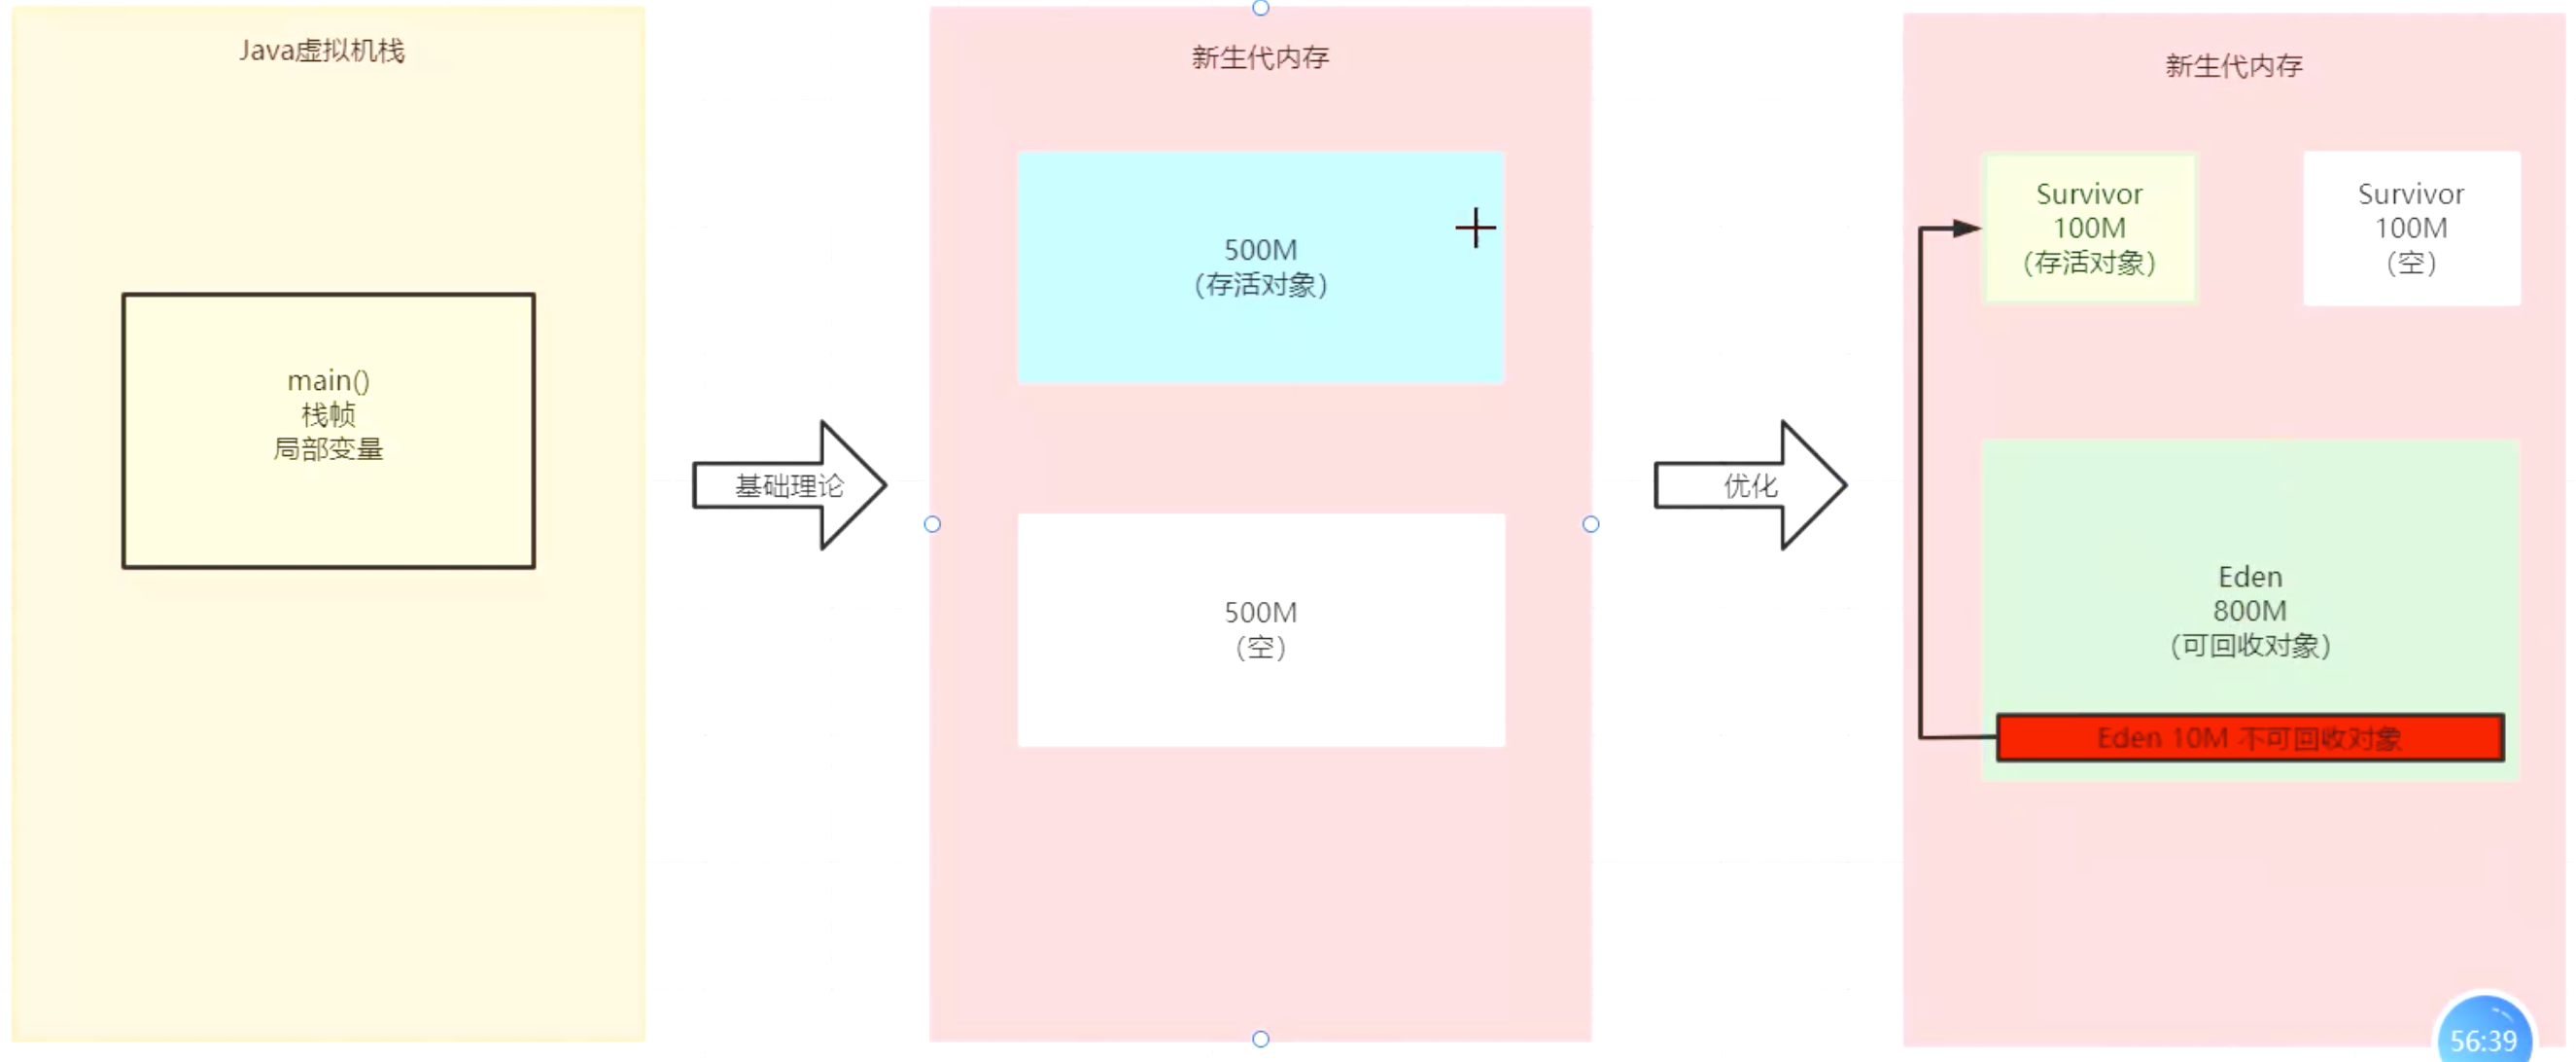 Java虚拟机栈
main()
栈帧
局部变量
基础理论
新生代内存
500M
(存活对象)
500M
(空)
优化
新生代内存
Survivor
100M
(存活对象)
Survivor
100M
(空)
Eden
800M
(可回收对象)
Eden 10M 不可回收对象
56:39